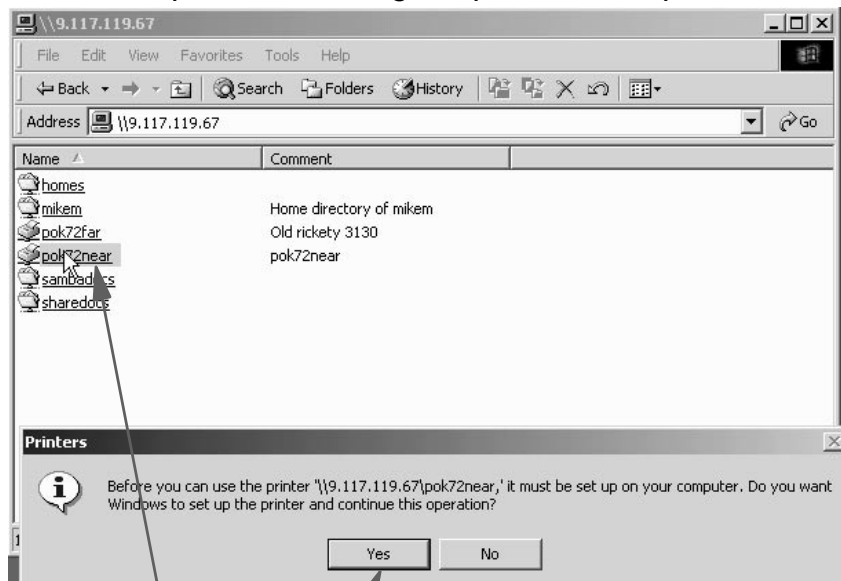 \\9.117.119.67
File Edit View Favorites Tools Help
Back Search Folders History
Address \\9.117.119.67 Go
Name Comment
homes
mikem Home directory of mikem
pok72far Old rickety 3130
pok72near pok72near
sambadocs
sharedocs
Printers
Before you can use the printer '\\9.117.119.67\pok72near,' it must be set up on your computer. Do you want
Windows to set up the printer and continue this operation?
Yes No